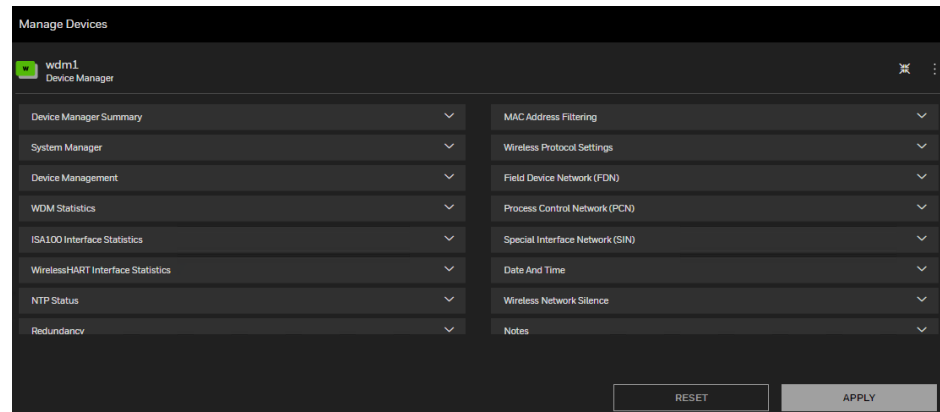 Manage Devices
w
wdm1
Device Manager
Device Manager Summary
System Manager
Device Management
WDM Statistics
ISA100 Interface Statistics
WirelessHART Interface Statistics
NTP Status
Redundancy
MAC Address Filtering
Wireless Protocol Settings
Field Device Network (FDN)
Process Control Network (PCN)
Special Interface Network (SIN)
Date And Time
Wireless Network Silence
Notes
RESET
APPLY